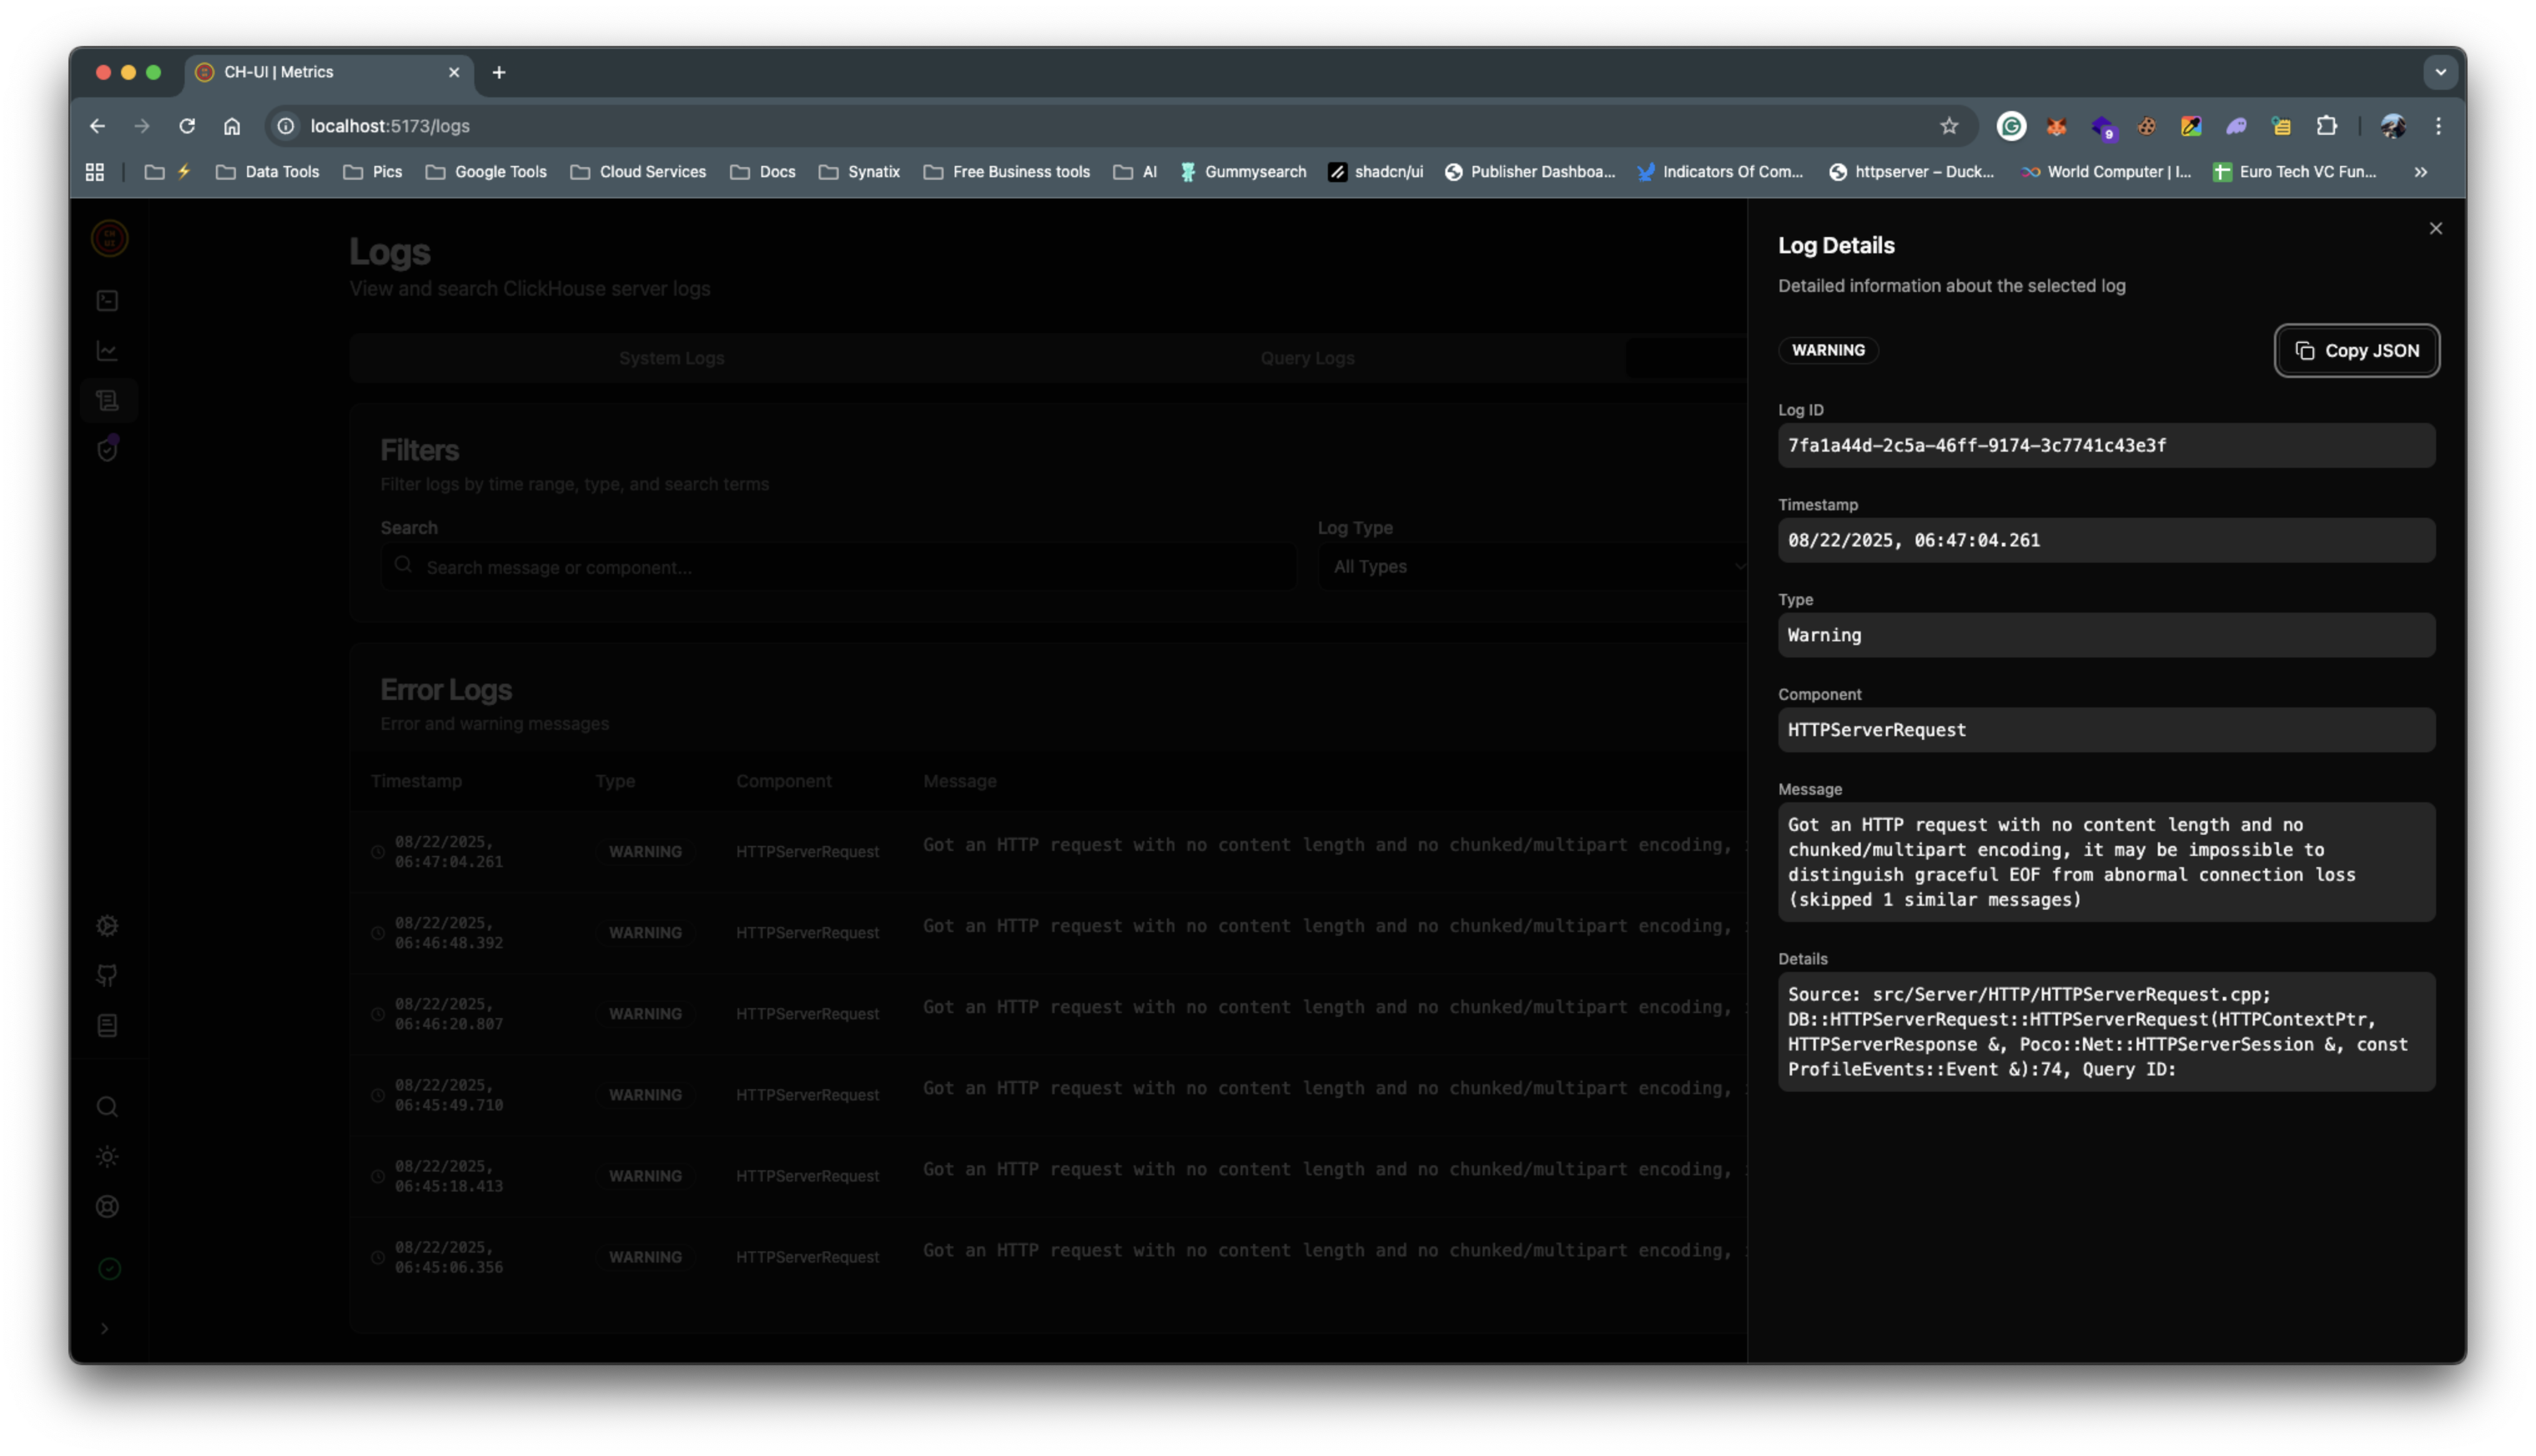 CH-UI | Metrics
localhost:5173/logs
9
Data Tools
Pics
Google Tools
Cloud Services
Docs
Synatix
Free Business tools
AI
Gummysearch
shadcn/ui
Publisher Dashboa...
Indicators Of Com...
httpserver – Duck...
World Computer | I...
Euro Tech VC Fun...
CH
UI
Logs
View and search ClickHouse server logs
System Logs
Query Logs
Filters
Filter logs by time range, type, and search terms
Search
Log Type
Search message or component...
All Types
Error Logs
Error and warning messages
Timestamp Type Component Message
08/22/2025,
06:47:04.261
WARNING
HTTPServerRequest
Got an HTTP request with no content length and no chunked/multipart encoding,
08/22/2025,
06:46:48.392
WARNING
HTTPServerRequest
Got an HTTP request with no content length and no chunked/multipart encoding,
08/22/2025,
06:46:20.807
WARNING
HTTPServerRequest
Got an HTTP request with no content length and no chunked/multipart encoding,
08/22/2025,
06:45:49.710
WARNING
HTTPServerRequest
Got an HTTP request with no content length and no chunked/multipart encoding,
08/22/2025,
06:45:18.413
WARNING
HTTPServerRequest
Got an HTTP request with no content length and no chunked/multipart encoding,
08/22/2025,
06:45:06.356
WARNING
HTTPServerRequest
Got an HTTP request with no content length and no chunked/multipart encoding,
Log Details
Detailed information about the selected log
WARNING
Copy JSON
Log ID
7fa1a44d-2c5a-46ff-9174-3c7741c43e3f
Timestamp
08/22/2025, 06:47:04.261
Type
Warning
Component
HTTPServerRequest
Message
Got an HTTP request with no content length and no
chunked/multipart encoding, it may be impossible to
distinguish graceful EOF from abnormal connection loss
(skipped 1 similar messages)
Details
Source: src/Server/HTTP/HTTPServerRequest.cpp;
DB::HTTPServerRequest::HTTPServerRequest(HTTPContextPtr,
HTTPServerResponse &, Poco::Net::HTTPServerSession &, const
ProfileEvents::Event &):74, Query ID: